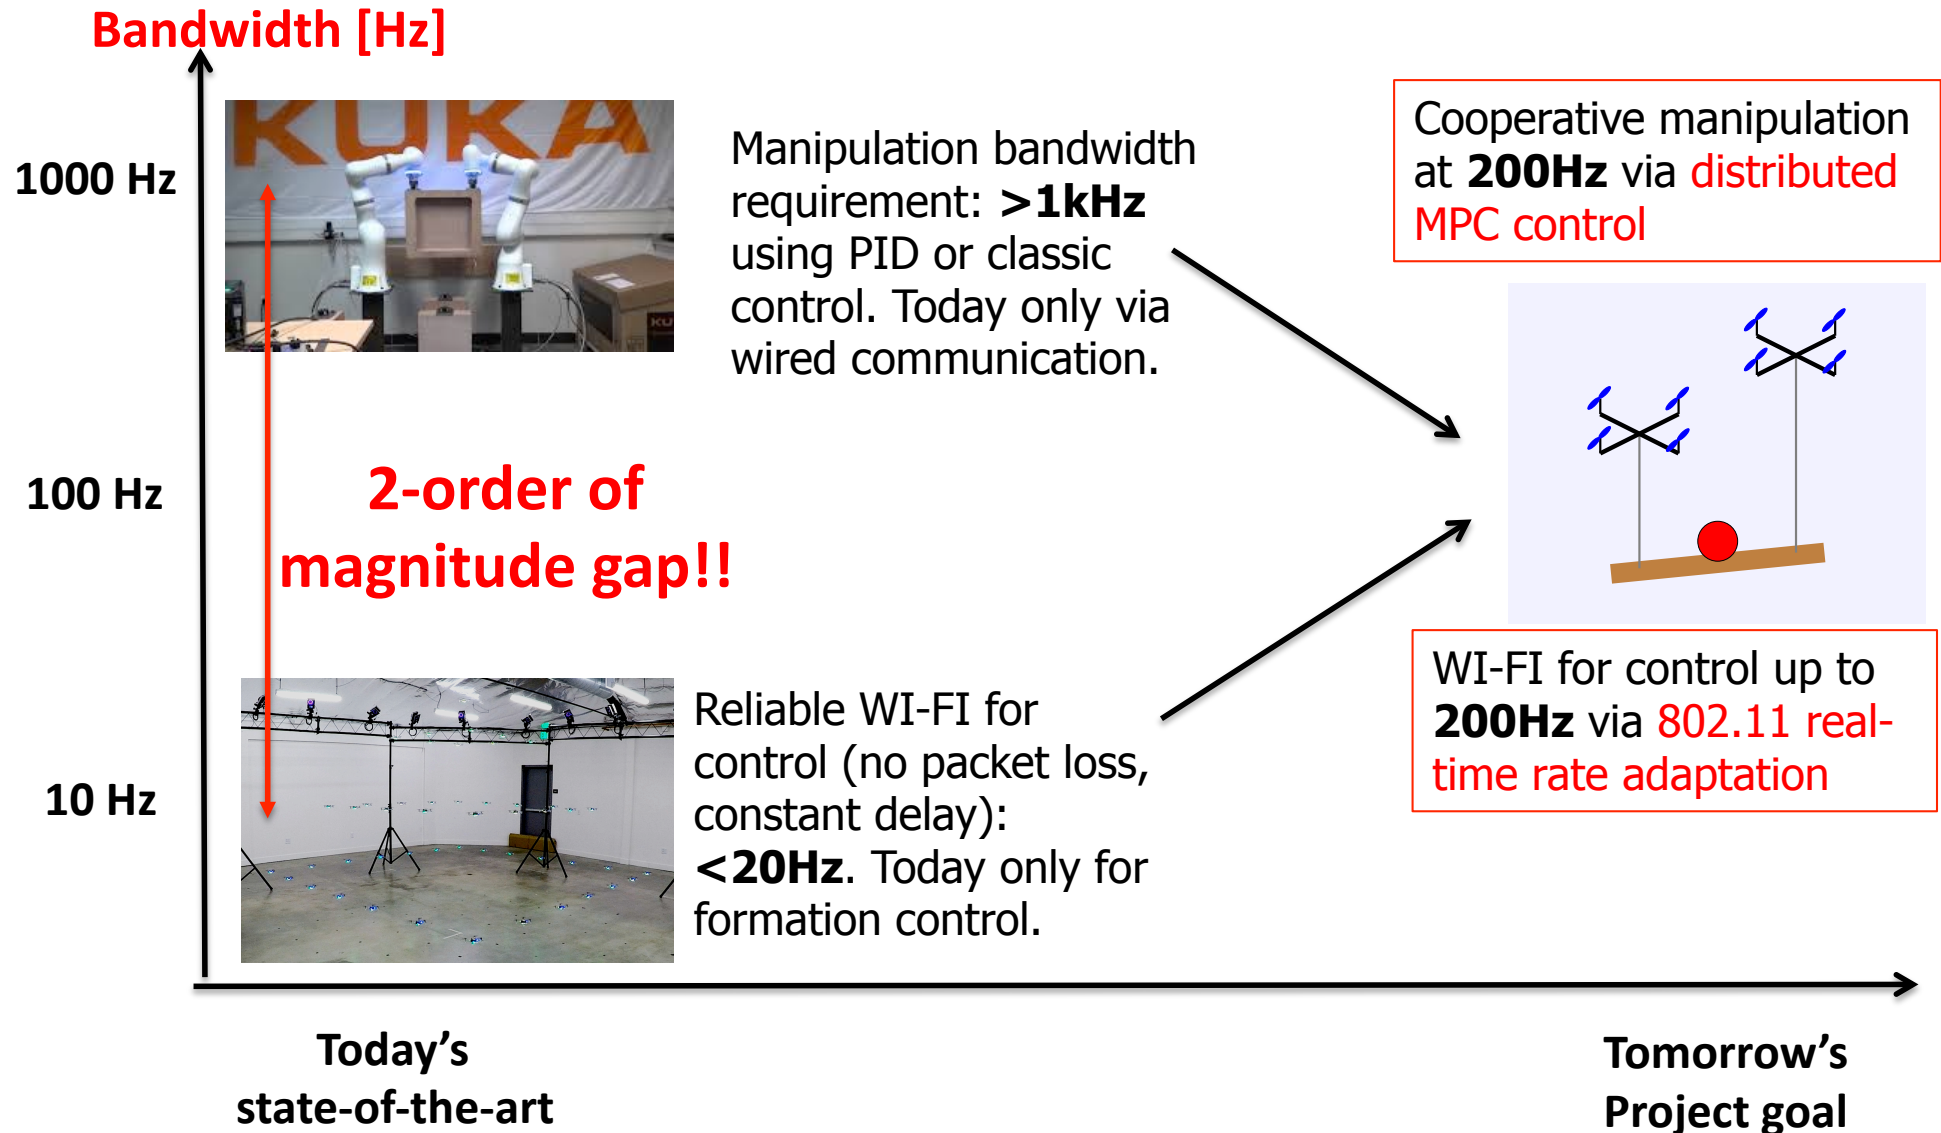 Bandwidth [Hz]
1000 Hz
100 Hz
10 Hz
KUKA
KU
Manipulation bandwidth
requirement: >1kHz
using PID or classic
control. Today only via
wired communication.
2-order of
magnitude gap!!
Reliable WI-FI for
control (no packet loss,
constant delay):
<20Hz. Today only for
formation control.
Cooperative manipulation
at 200Hz via distributed
MPC control
WI-FI for control up to
200Hz via 802.11 real-
time rate adaptation
Today’s
state-of-the-art
Tomorrow’s
Project goal